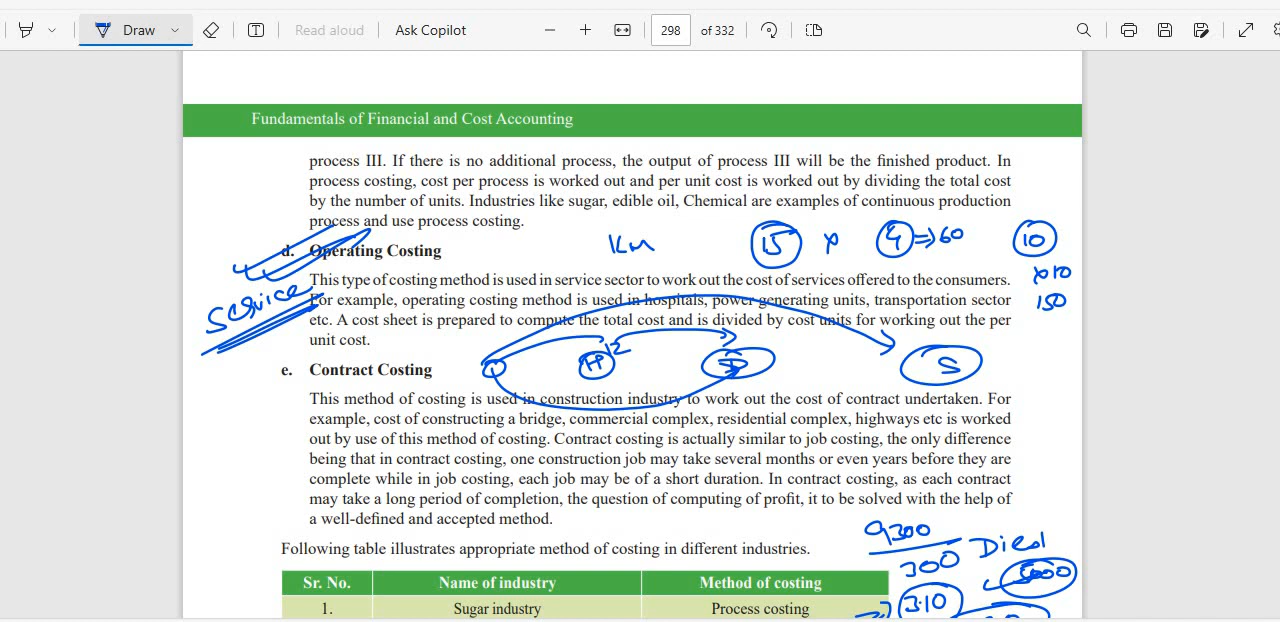 Draw
Read aloud
Ask Copilot
298 of 332
Fundamentals of Financial and Cost Accounting
process III. If there is no additional process, the output of process III will be the finished product. In
process costing, cost per process is worked out and per unit cost is worked out by dividing the total cost
by the number of units. Industries like sugar, edible oil, Chemical are examples of continuous production
process and use process costing.
d. Operating Costing
KM 15 x 4 => 60 10
x10
150
This type of costing method is used in service sector to work out the cost of services offered to the consumers.
For example, operating costing method is used in hospitals, power generating units, transportation sector
etc. A cost sheet is prepared to compute the total cost and is divided by cost units for working out the per
unit cost.
Service
12
S
e. Contract Costing
This method of costing is used in construction industry to work out the cost of contract undertaken. For
example, cost of constructing a bridge, commercial complex, residential complex, highways etc is worked
out by use of this method of costing. Contract costing is actually similar to job costing, the only difference
being that in contract costing, one construction job may take several months or even years before they are
complete while in job costing, each job may be of a short duration. In contract costing, as each contract
may take a long period of completion, the question of computing of profit, it to be solved with the help of
a well-defined and accepted method.
Following table illustrates appropriate method of costing in different industries.
9300
300
3.10
Sr. No. Name of industry Method of costing
1. Sugar industry Process costing